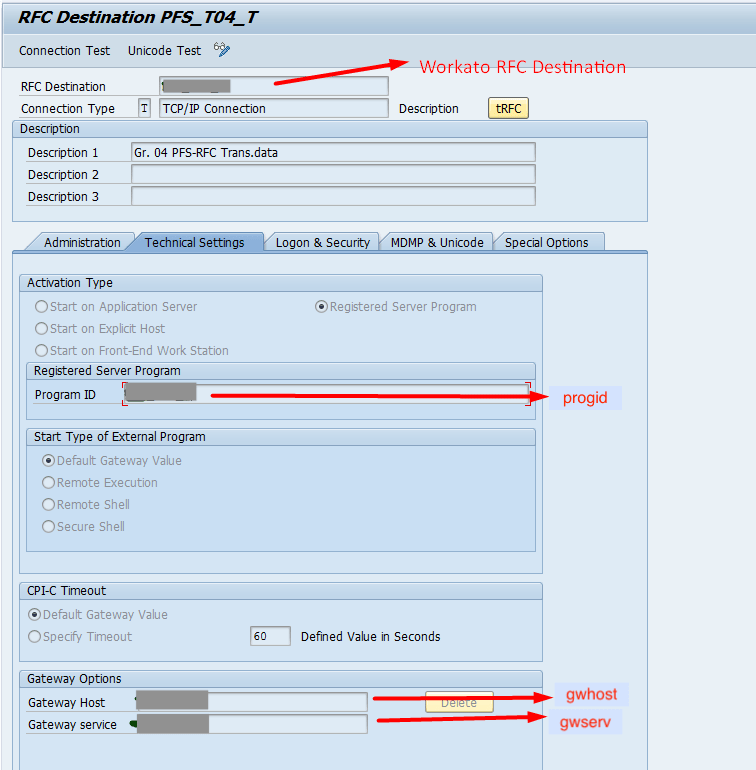 RFC Destination PFS_T04_T
Connection Test Unicode Test
Workato RFC Destination
RFC Destination
Connection Type T TCP/IP Connection Description tRFC
Description
Description 1 Gr. 04 PFS-RFC Trans.data
Description 2
Description 3
Administration Technical Settings Logon & Security MDMP & Unicode Special Options
Activation Type
Start on Application Server Registered Server Program
Start on Explicit Host
Start on Front-End Work Station
Registered Server Program
Program ID progid
Start Type of External Program
Default Gateway Value
Remote Execution
Remote Shell
Secure Shell
CPI-C Timeout
Default Gateway Value
Specify Timeout 60 Defined Value in Seconds
Gateway Options
Gateway Host Delete gwhost
Gateway service gwserv